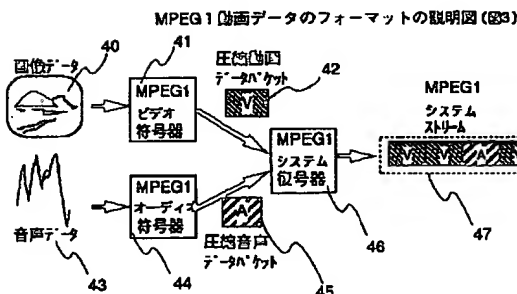 MPEG1動画データのフォーマットの説明図(図3)
40
画像データ
41
MPEG1
ビデオ
符号器
圧縮動画
データパケット
42
V
MPEG1
システム
符号器
46
MPEG1
システム
ストリーム
V V A
47
音声データ
43
MPEG1
オーディオ
符号器
44
A
圧縮音声
データパケット
45